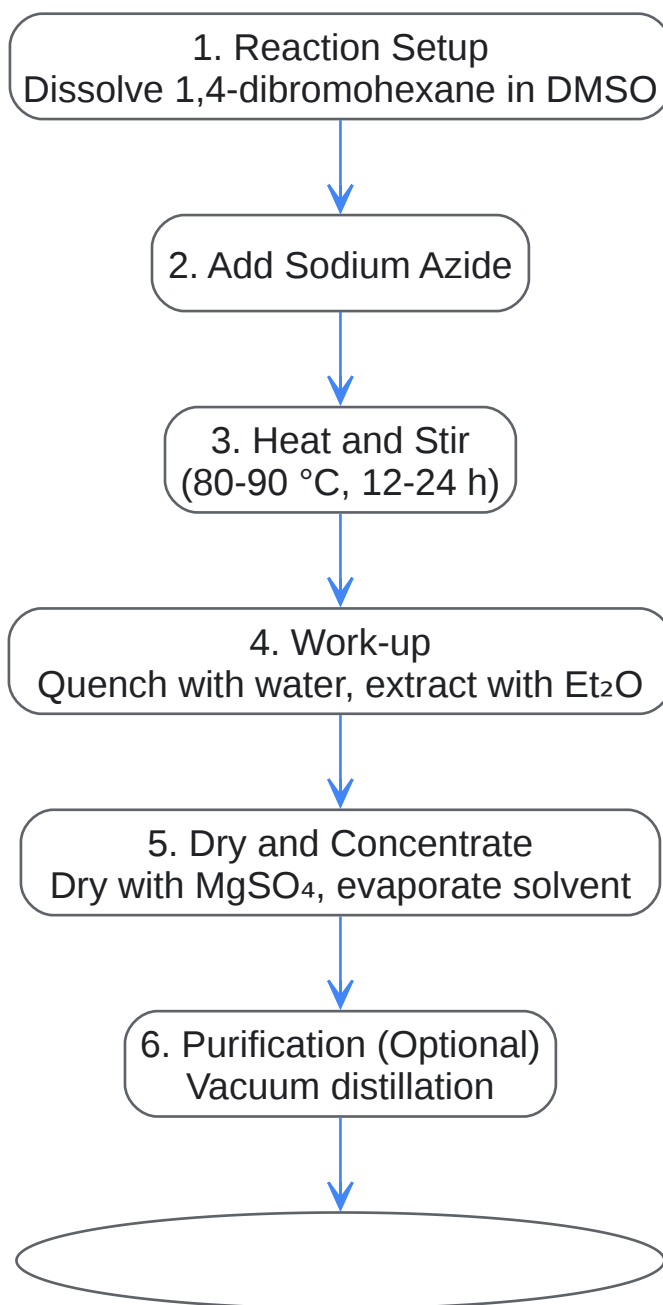 1. Reaction Setup
Dissolve 1,4-dibromohexane in DMSO
2. Add Sodium Azide
3. Heat and Stir
(80-90 °C, 12-24 h)
4. Work-up
Quench with water, extract with Et₂O
5. Dry and Concentrate
Dry with MgSO₄, evaporate solvent
6. Purification (Optional)
Vacuum distillation